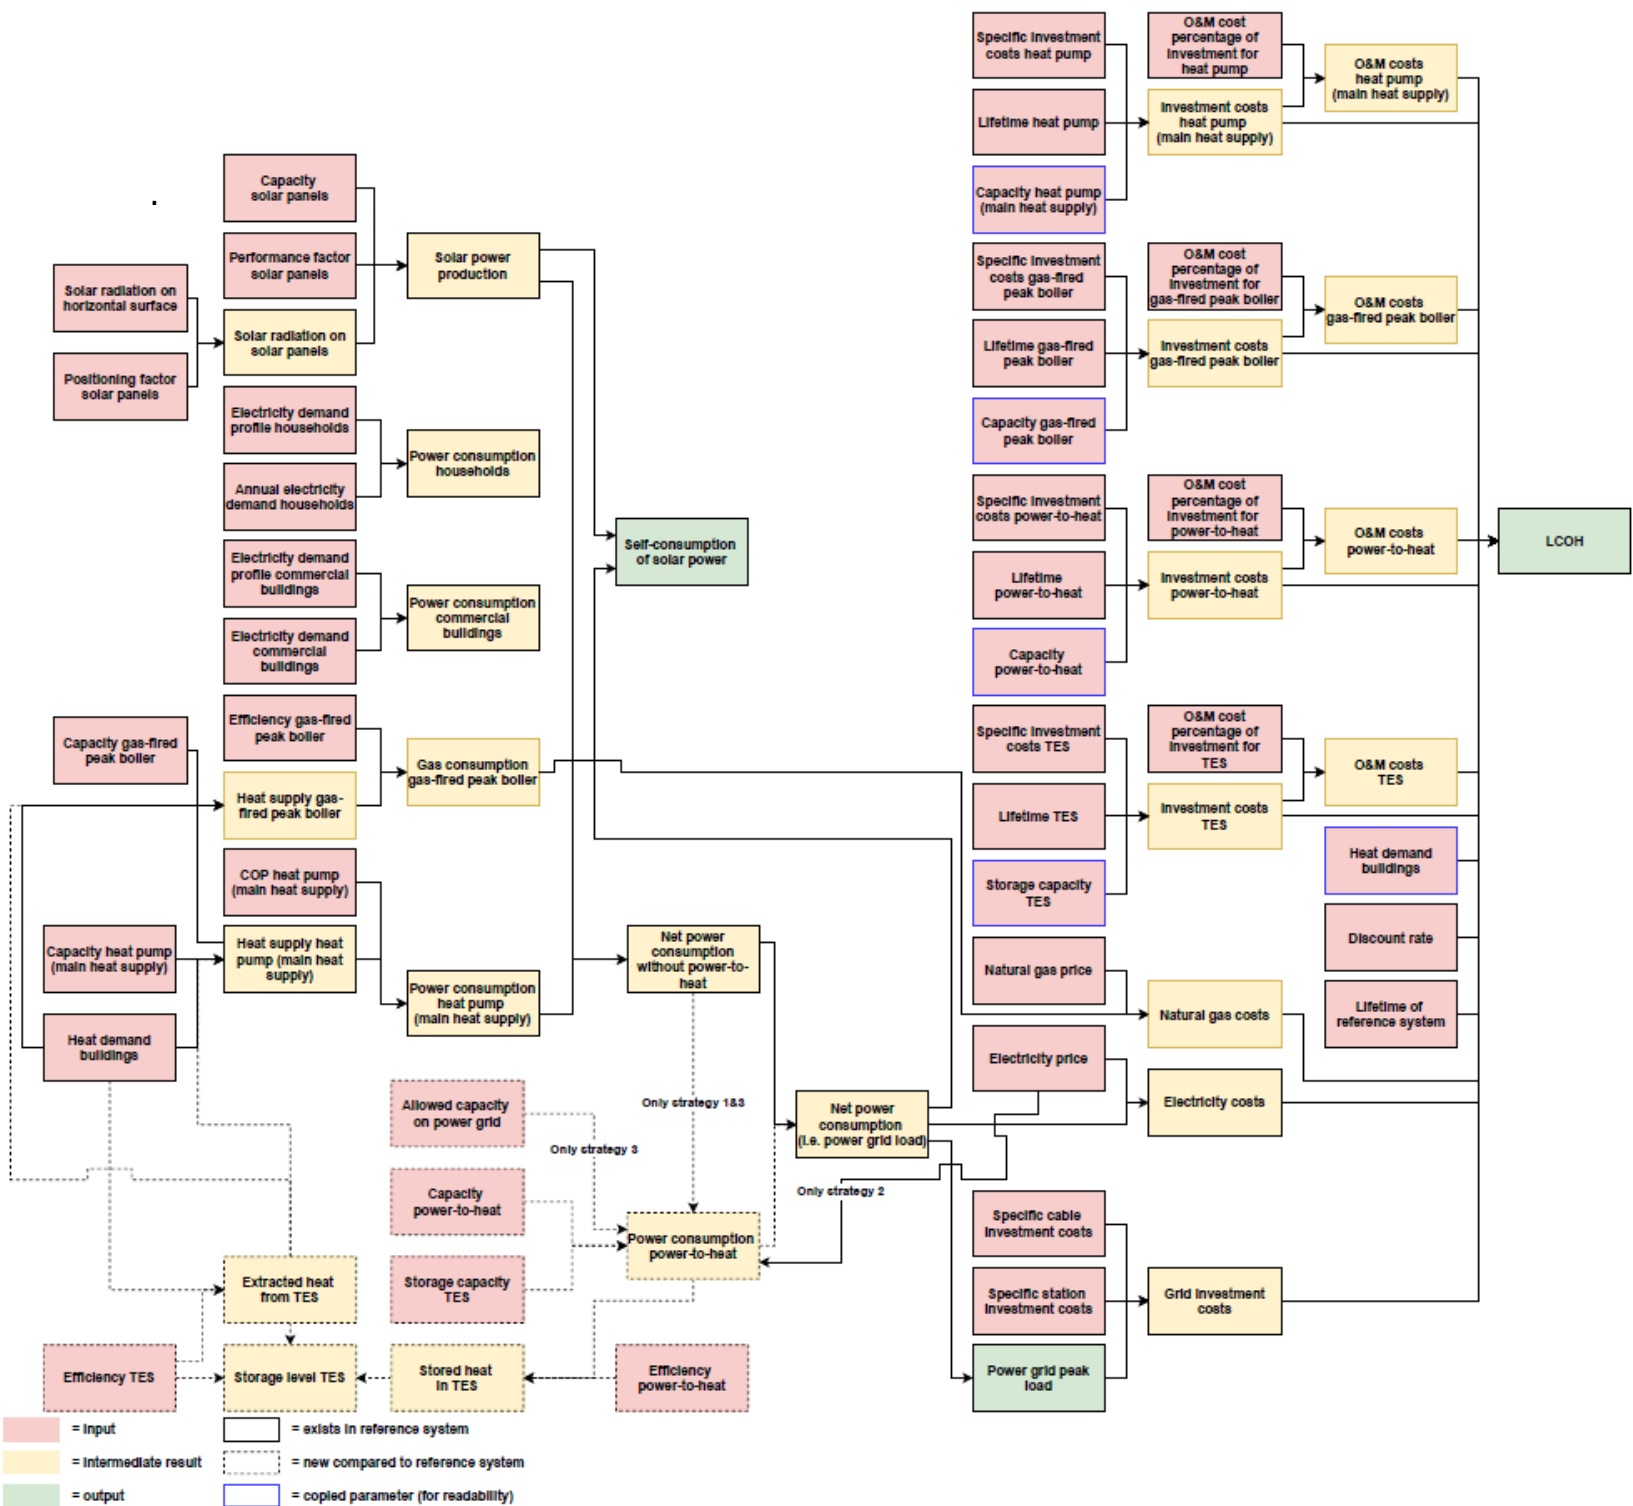 Specific investment
costs heat pump
O&M cost
percentage of
investment for
heat pump
O&M costs
heat pump
(main heat supply)
Lifetime heat pump
Investment costs
heat pump
(main heat supply)
Capacity heat pump
(main heat supply)
Capacity
solar panels
Performance factor
solar panels
Solar power
production
Solar radiation on
horizontal surface
Solar radiation on
solar panels
Positioning factor
solar panels
Specific investment
costs gas-fired
peak boiler
O&M cost
percentage of
investment for
gas-fired peak boiler
O&M costs
gas-fired peak boiler
Lifetime gas-fired
peak boiler
Investment costs
gas-fired peak boiler
Capacity gas-fired
peak boiler
Electricity demand
profile households
Power consumption
households
Annual electricity
demand households
Electricity demand
profile commercial
buildings
Power consumption
commercial
buildings
Electricity demand
commercial
buildings
Self-consumption
of solar power
Specific investment
costs power-to-heat
O&M cost
percentage of
investment for
power-to-heat
O&M costs
power-to-heat
LCOH
Lifetime
power-to-heat
Investment costs
power-to-heat
Capacity
power-to-heat
Efficiency gas-fired
peak boiler
Capacity gas-fired
peak boiler
Gas consumption
gas-fired peak boiler
Heat supply gas-
fired peak boiler
COP heat pump
(main heat supply)
Capacity heat pump
(main heat supply)
Heat supply heat
pump (main heat
supply)
Power consumption
heat pump
(main heat supply)
Heat demand
buildings
Net power
consumption
without power-to-
heat
Specific investment
costs TES
O&M cost
percentage of
investment for
TES
O&M costs
TES
Lifetime TES
Investment costs
TES
Storage capacity
TES
Heat demand
buildings
Discount rate
Lifetime of
reference system
Natural gas price
Natural gas costs
Electricity price
Electricity costs
Allowed capacity
on power grid
Only strategy 1&3
Only strategy 3
Net power
consumption
(i.e. power grid load)
Capacity
power-to-heat
Only strategy 2
Power consumption
power-to-heat
Storage capacity
TES
Extracted heat
from TES
Specific cable
investment costs
Specific station
investment costs
Grid investment
costs
Power grid peak
load
Efficiency TES
Storage level TES
Stored heat
in TES
Efficiency
power-to-heat
= input
= exists in reference system
= intermediate result
= new compared to reference system
= output
= copied parameter (for readability)